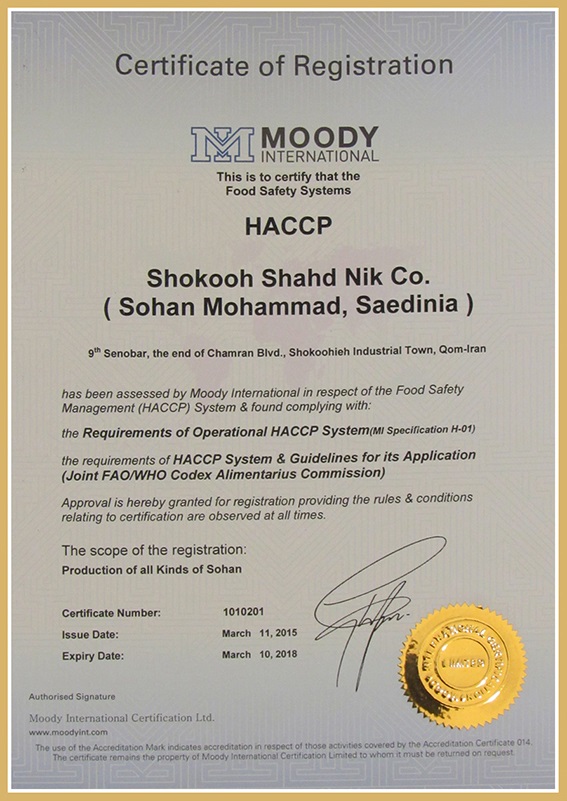 Certificate of Registration
MOODY
INTERNATIONAL
This is to certify that the
Food Safety Systems
HACCP
Shokooh Shahd Nik Co.
( Sohan Mohammad, Saedinia )
9th Senobar, the end of Chamran Blvd., Shokoohieh Industrial Town, Qom-Iran
has been assessed by Moody International in respect of the Food Safety
Management (HACCP) System & found complying with:
the Requirements of Operational HACCP System(MI Specification H-01)
the requirements of HACCP System & Guidelines for its Application
(Joint FAO/WHO Codex Alimentarius Commission)
Approval is hereby granted for registration providing the rules & conditions
relating to certification are observed at all times.
The scope of the registration:
Production of all Kinds of Sohan
Certificate Number: 1010201
Issue Date: March 11, 2015
Expiry Date: March 10, 2018
Authorised Signature
Moody International Certification Ltd.
www.moodyint.com
The use of the Accreditation Mark indicates accreditation in respect of those activities covered by the Accreditation Certificate 014.
The certificate remains the property of Moody International Certification Limited to whom it must be returned on request.